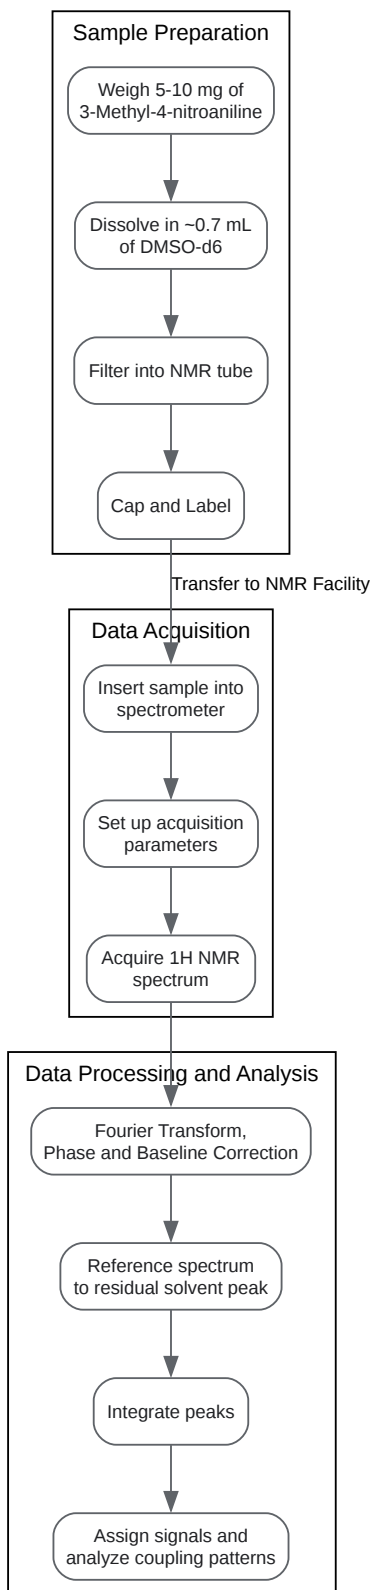 Sample Preparation
Weigh 5-10 mg of
3-Methyl-4-nitroaniline
Dissolve in ~0.7 mL
of DMSO-d6
Filter into NMR tube
Cap and Label
Transfer to NMR Facility
Data Acquisition
Insert sample into
spectrometer
Set up acquisition
parameters
Acquire 1H NMR
spectrum
Data Processing and Analysis
Fourier Transform,
Phase and Baseline Correction
Reference spectrum
to residual solvent peak
Integrate peaks
Assign signals and
analyze coupling patterns